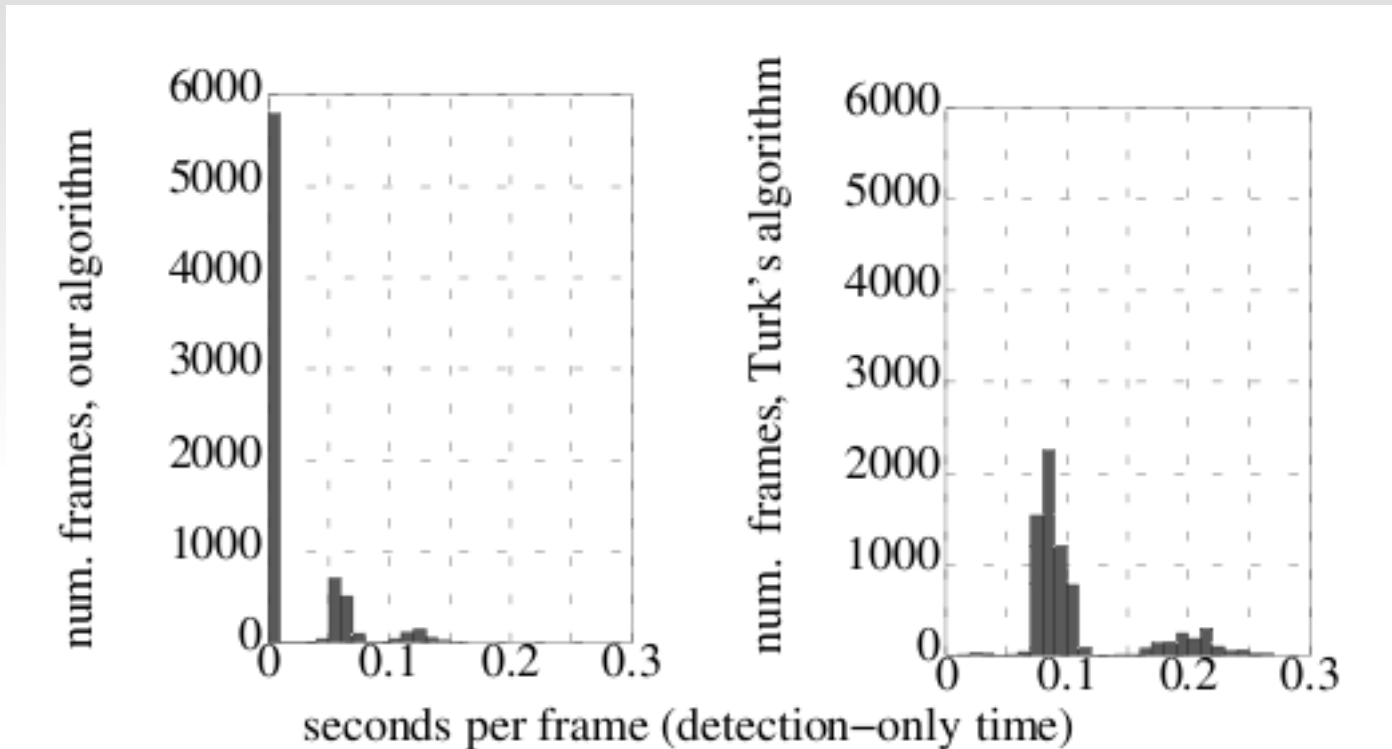 num. frames, our algorithm
6000
5000
4000
3000
2000
1000
0
0 0.1 0.2 0.3
num. frames, Turk's algorithm
6000
5000
4000
3000
2000
1000
0
0 0.1 0.2 0.3
seconds per frame (detection−only time)